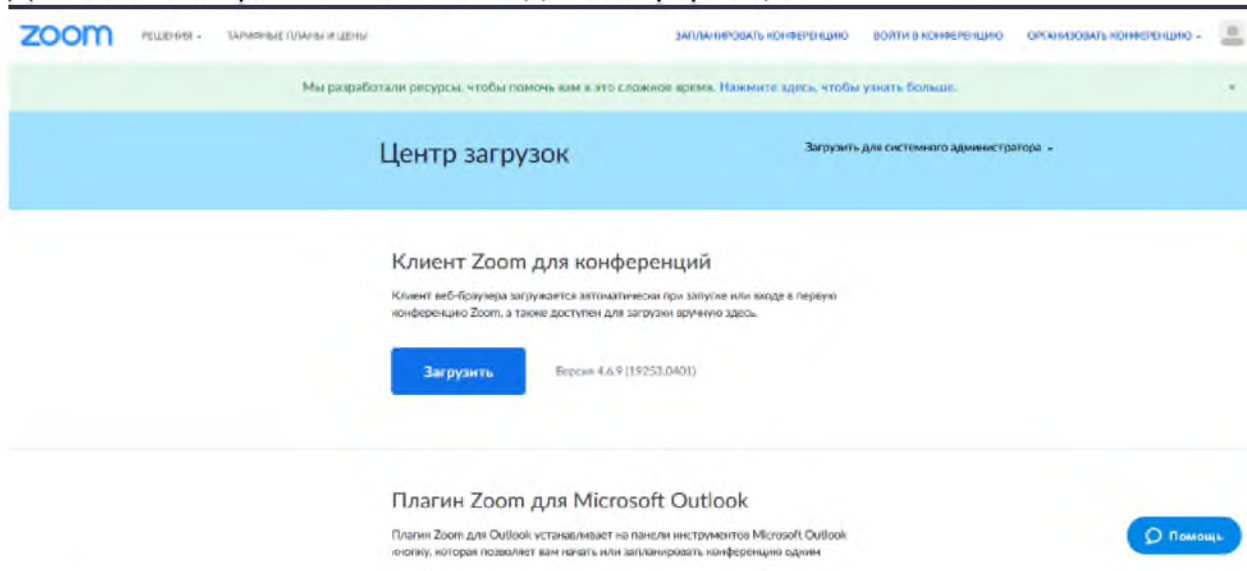 zoom РЕШЕНИЯ ТАРИФНЫЕ ПЛАНЫ И ЦЕНЫ ЗАПЛАНИРОВАТЬ КОНФЕРЕНЦИЮ ВОЙТИ В КОНФЕРЕНЦИЮ ОРГАНИЗОВАТЬ КОНФЕРЕНЦИЮ
Мы разработали ресурсы, чтобы помочь вам в это сложное время. Нажмите здесь, чтобы узнать больше.
Центр загрузок
Загрузить для системного администратора
Клиент Zoom для конференций
Клиент веб-браузера загружается автоматически при запуске или входе в первую
конференцию Zoom, а также доступен для загрузки вручную здесь.
Загрузить Версия 4.6.9 (19253.0401)
Плагин Zoom для Microsoft Outlook
Плагин Zoom для Outlook устанавливает на панели инструментов Microsoft Outlook
кнопку, которая позволяет вам начать или запланировать конференцию одним
Помощь